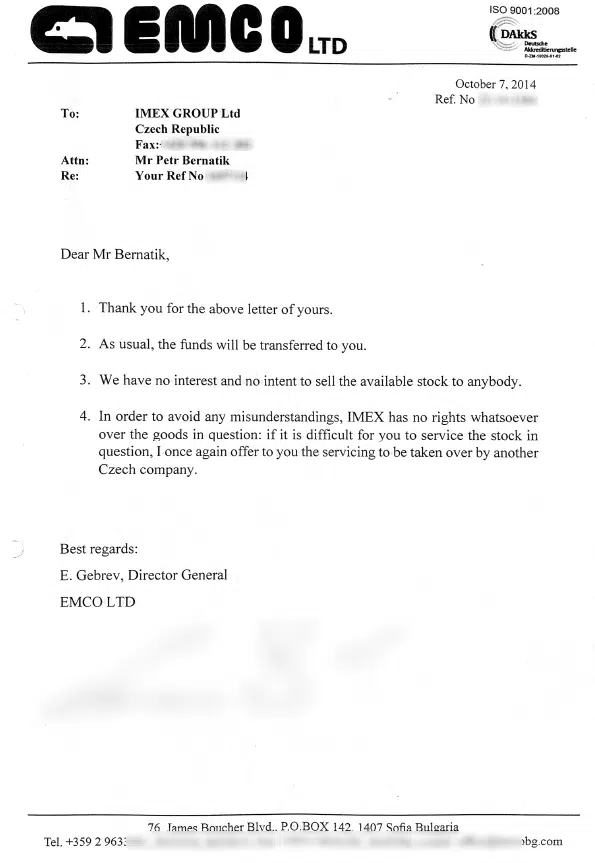 EMCO LTD
ISO 9001:2008
DAkkS
Deutsche
Akkreditierungsstelle
October 7, 2014
Ref. No
To: IMEX GROUP Ltd
Czech Republic
Fax:
Attn: Mr Petr Bernatik
Re: Your Ref No
Dear Mr Bernatik,
1. Thank you for the above letter of yours.
2. As usual, the funds will be transferred to you.
3. We have no interest and no intent to sell the available stock to anybody.
4. In order to avoid any misunderstandings, IMEX has no rights whatsoever
over the goods in question: if it is difficult for you to service the stock in
question, I once again offer to you the servicing to be taken over by another
Czech company.
Best regards:
E. Gebrev, Director General
EMCO LTD
76 James Boucher Blvd., P.O.BOX 142, 1407 Sofia Bulgaria
Tel. +359 2 963 bg.com